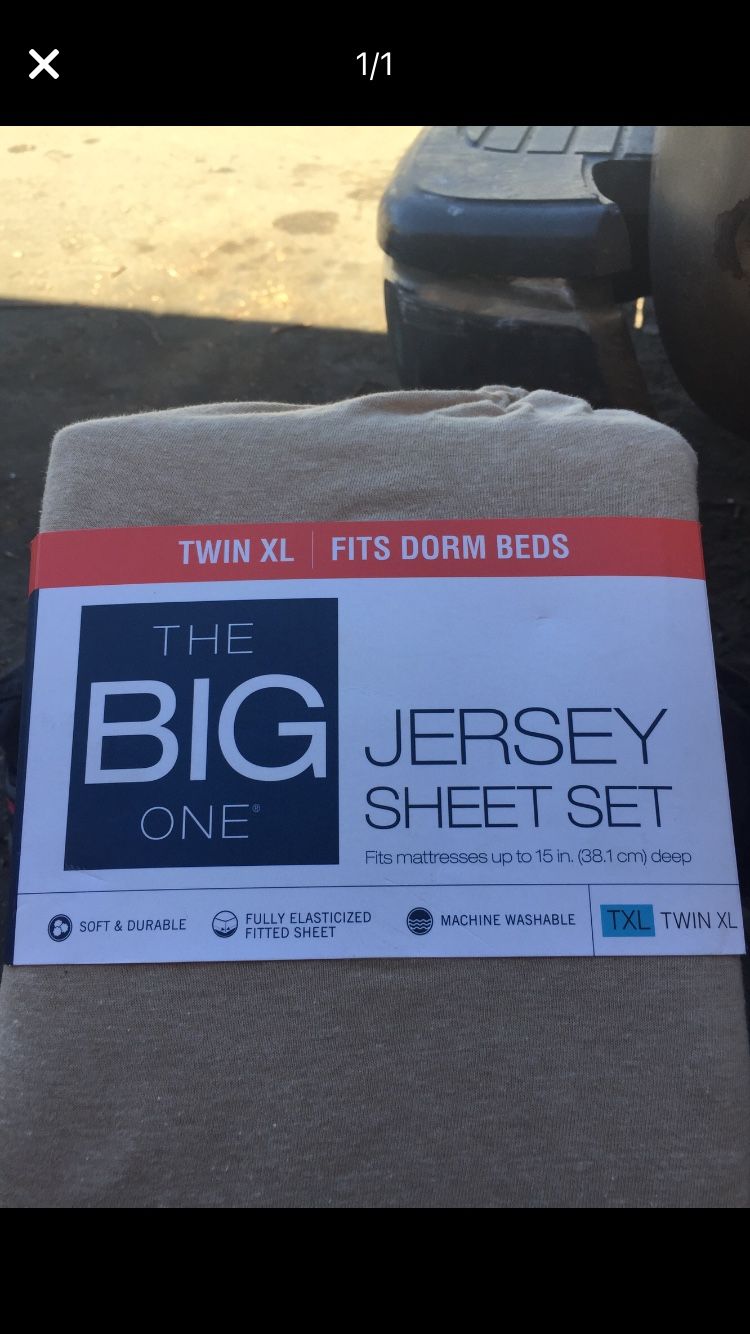 1/1
TWIN XL | FITS DORM BEDS
THE
BIG
ONE®
JERSEY
SHEET SET
Fits mattresses up to 15 in. (38.1 cm) deep
SOFT & DURABLE
FULLY ELASTICIZED
FITTED SHEET
MACHINE WASHABLE
TXL TWIN XL